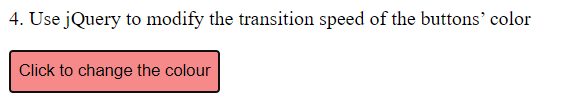 4. Use jQuery to modify the transition speed of the buttons’ color
Click to change the colour